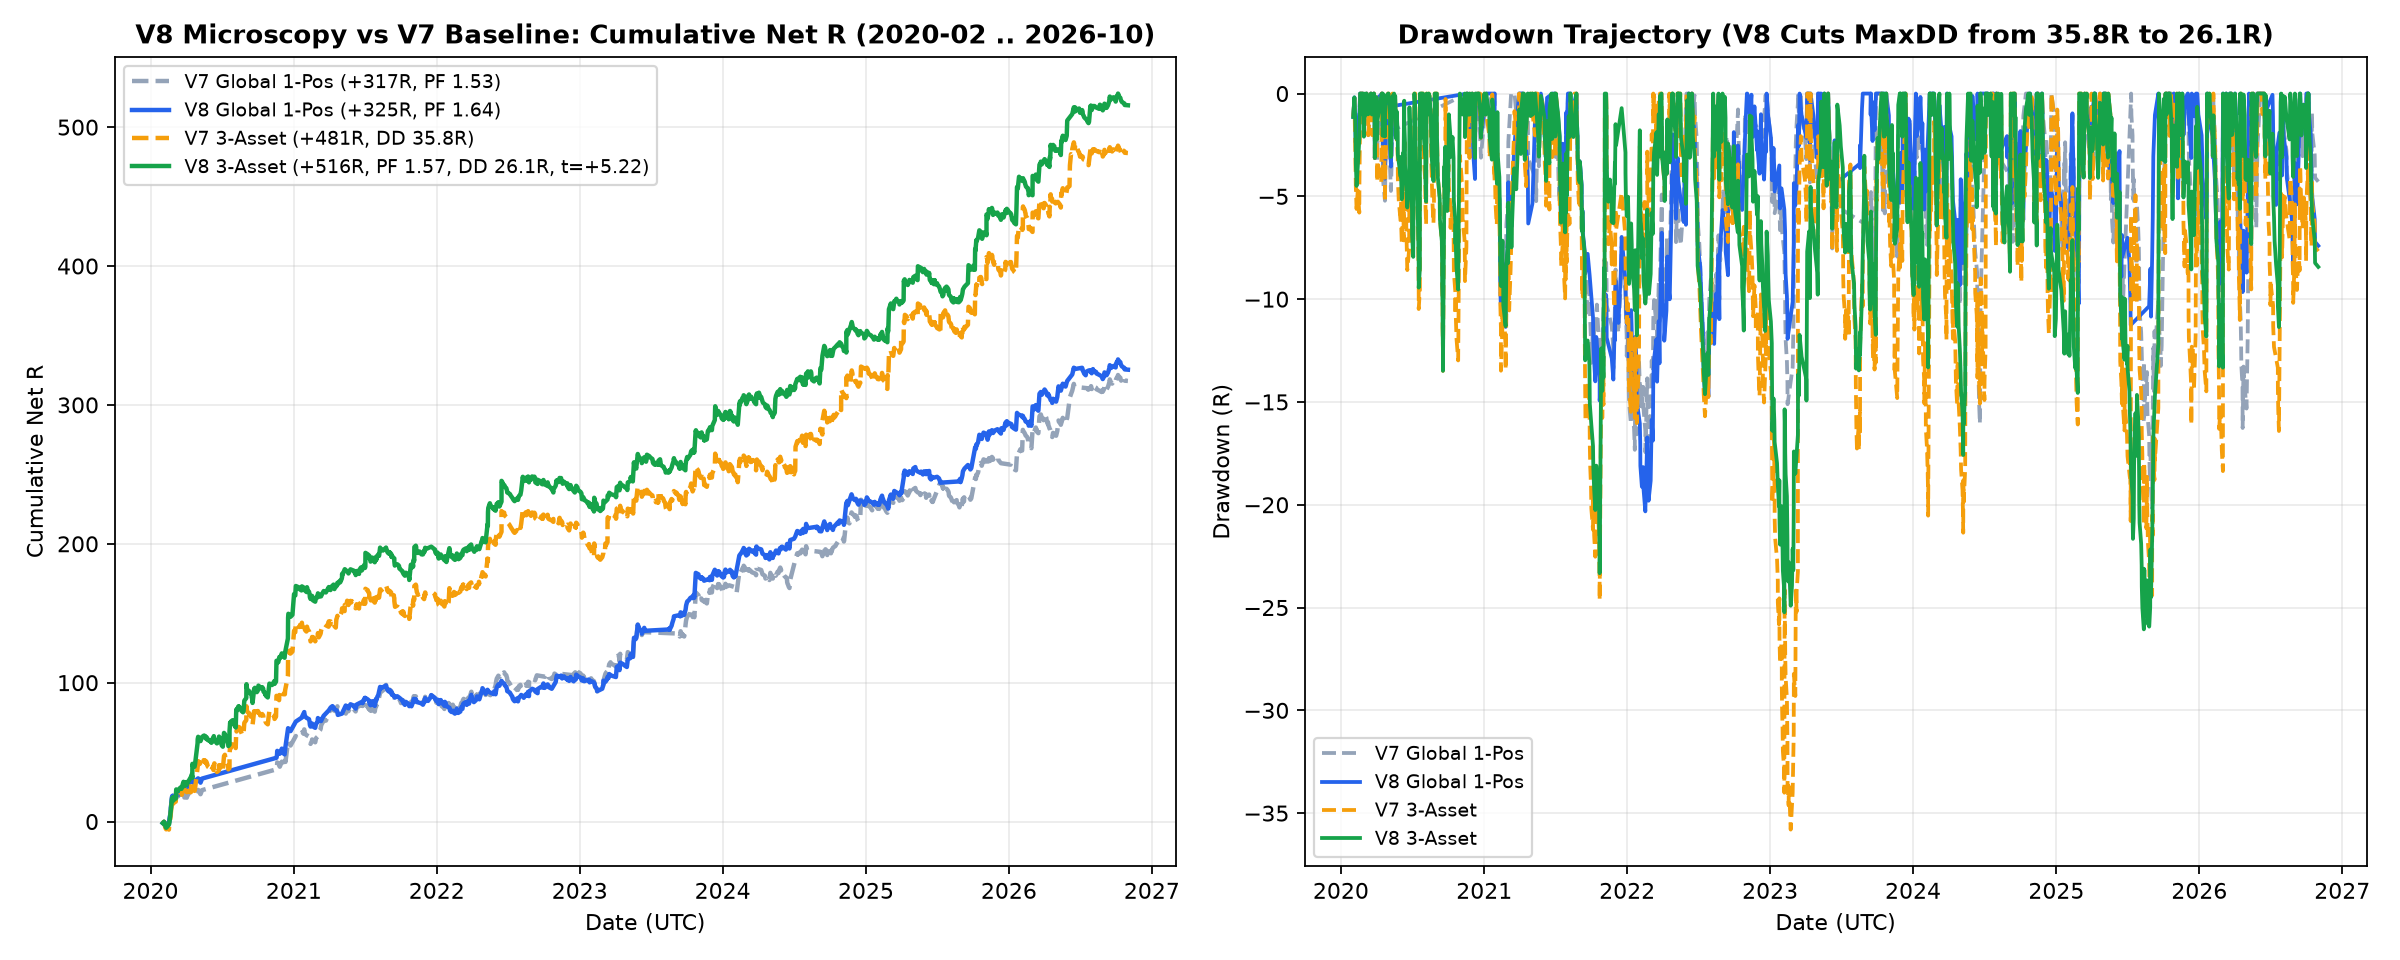 V8 Microscopy vs V7 Baseline: Cumulative Net R (2020-02 .. 2026-10)
V7 Global 1-Pos (+317R, PF 1.53)
V8 Global 1-Pos (+325R, PF 1.64)
V7 3-Asset (+481R, DD 35.8R)
V8 3-Asset (+516R, PF 1.57, DD 26.1R, t=+5.22)
Cumulative Net R
500
400
300
200
100
0
2020 2021 2022 2023 2024 2025 2026 2027
Date (UTC)
Drawdown Trajectory (V8 Cuts MaxDD from 35.8R to 26.1R)
Drawdown (R)
0
−5
−10
−15
−20
−25
−30
−35
V7 Global 1-Pos
V8 Global 1-Pos
V7 3-Asset
V8 3-Asset
2020 2021 2022 2023 2024 2025 2026 2027
Date (UTC)